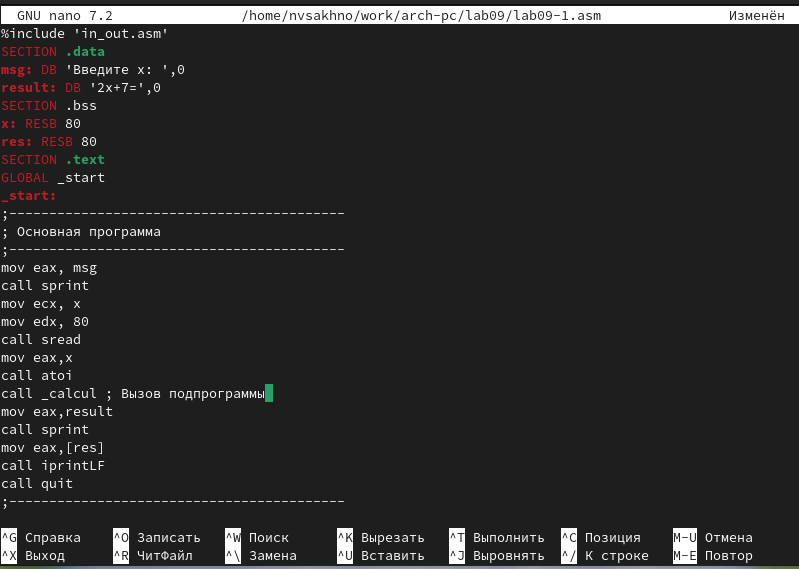 GNU nano 7.2 /home/nvsakhno/work/arch-pc/lab09/lab09-1.asm Изменён
%include 'in_out.asm'
SECTION .data
msg: DB 'Введите x: ',0
result: DB '2x+7=',0
SECTION .bss
x: RESB 80
res: RESB 80
SECTION .text
GLOBAL _start
_start:
;------------------------------------------
; Основная программа
;------------------------------------------
mov eax, msg
call sprint
mov ecx, x
mov edx, 80
call sread
mov eax,x
call atoi
call _calcul ; Вызов подпрограммы
mov eax,result
call sprint
mov eax,[res]
call iprintLF
call quit
;------------------------------------------
^G Справка ^O Записать ^W Поиск ^K Вырезать ^T Выполнить ^C Позиция M-U Отмена
^X Выход ^R ЧитФайл ^\ Замена ^U Вставить ^J Выровнять ^/ К строке M-E Повтор